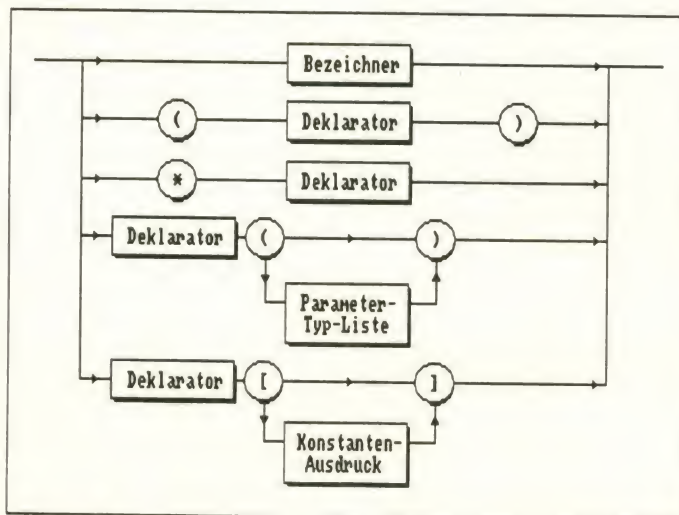 Bezeichner
( Deklarator )
* Deklarator
Deklarator ( )
Parameter-
Typ-Liste
Deklarator [ ]
Konstanten-
Ausdruck